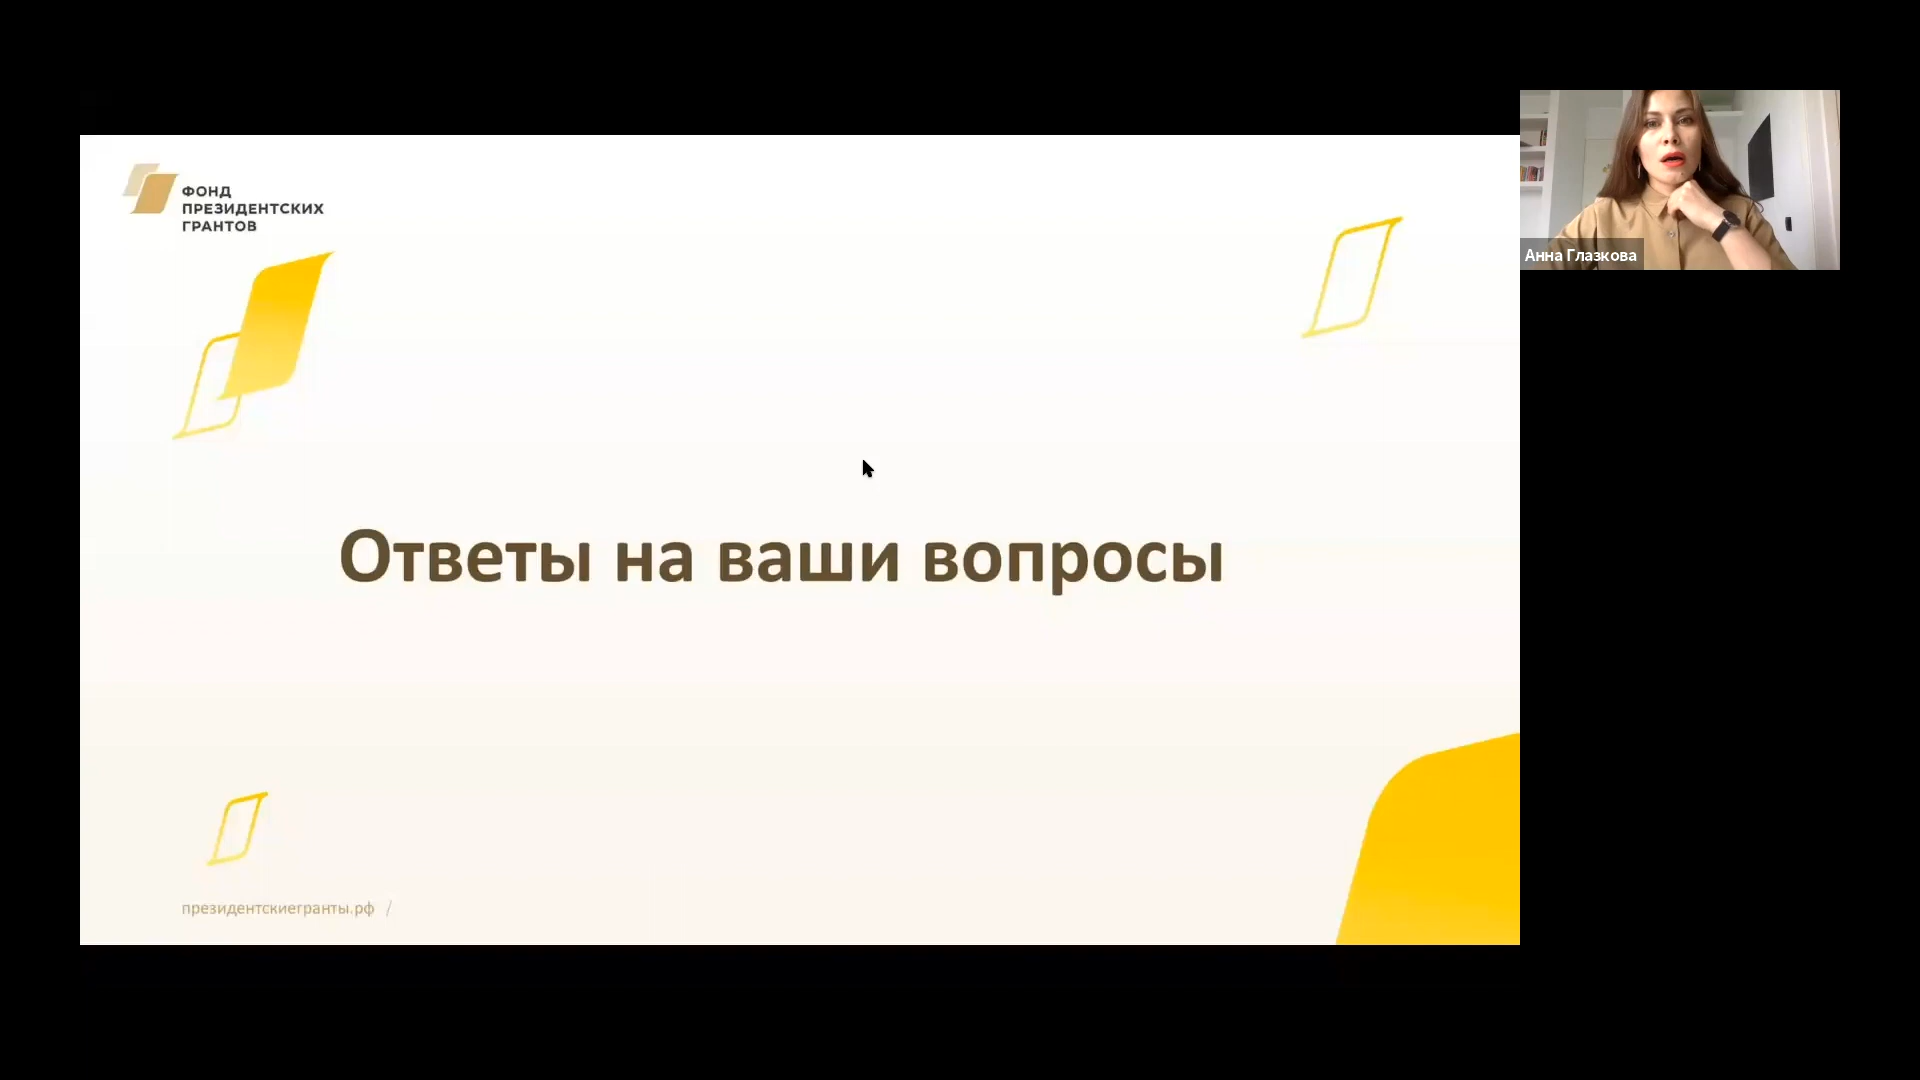 ФОНД
ПРЕЗИДЕНТСКИХ
ГРАНТОВ
Анна Глазкова
Ответы на ваши вопросы
президентскиегранты.рф /